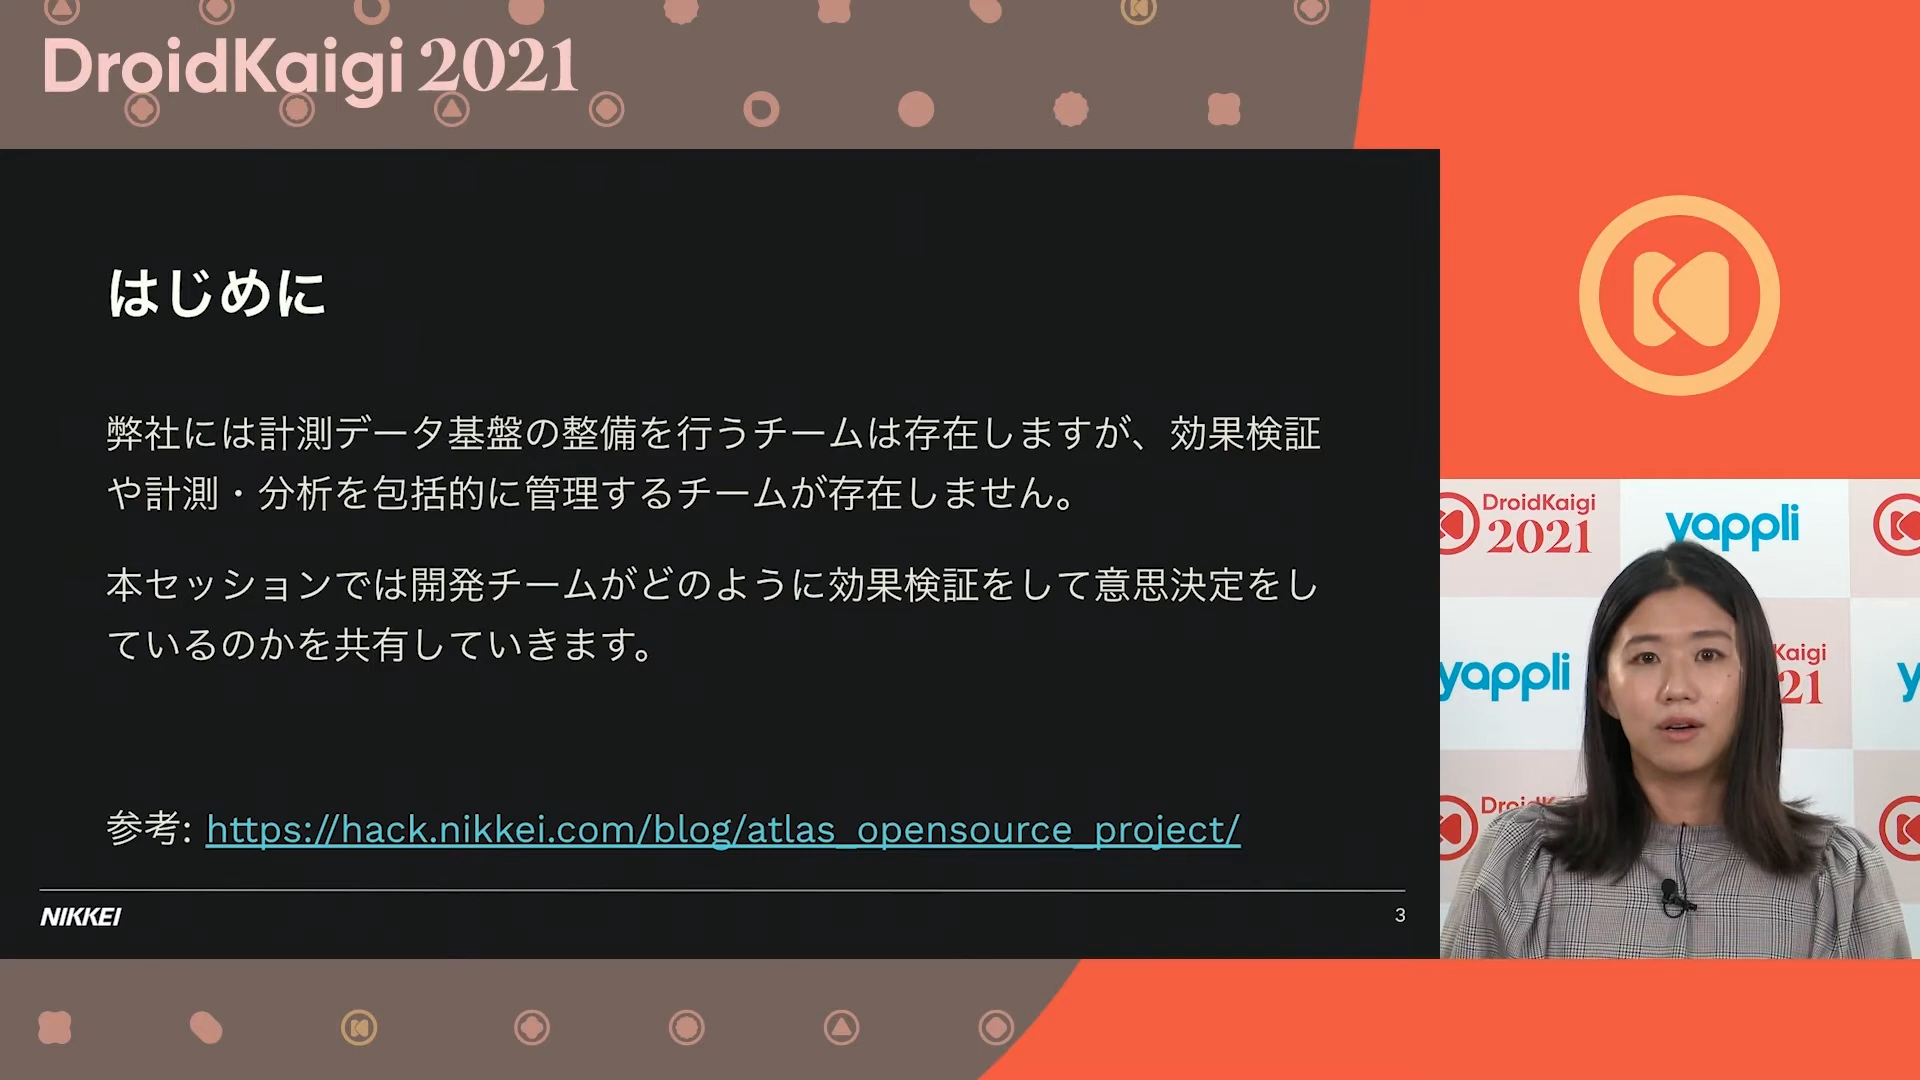 DroidKaigi 2021
はじめに
弊社には計測データ基盤の整備を行うチームは存在しますが、効果検証
や計測・分析を包括的に管理するチームが存在しません。
本セッションでは開発チームがどのように効果検証をして意思決定をし
ているのかを共有していきます。
参考: https://hack.nikkei.com/blog/atlas_opensource_project/
NIKKEI
3
DroidKaigi
2021
yappli
yappli
Kaigi
21
y